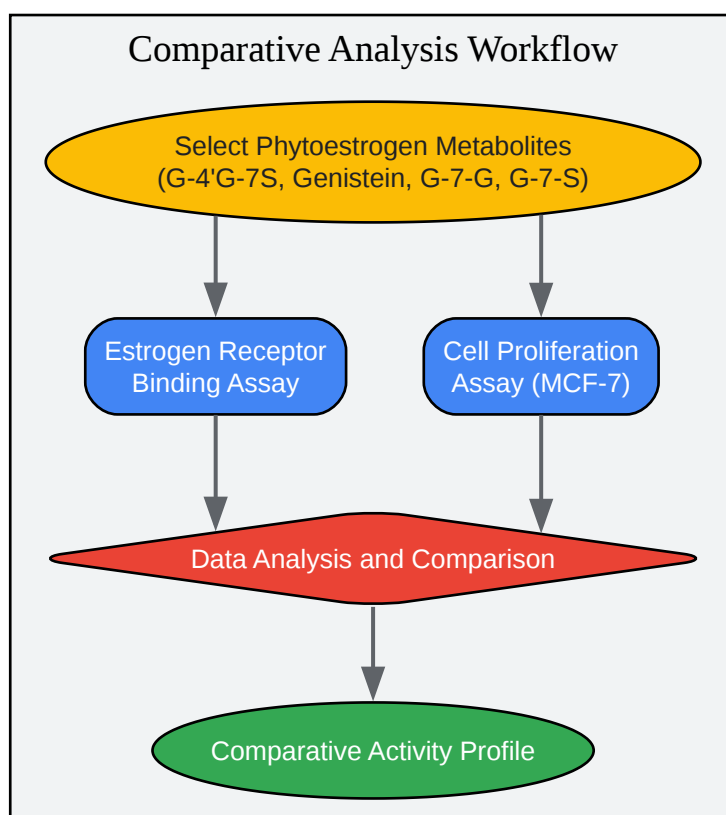 Comparative Analysis Workflow
Select Phytoestrogen Metabolites
(G-4'G-7S, Genistein, G-7-G, G-7-S)
Estrogen Receptor
Binding Assay
Cell Proliferation
Assay (MCF-7)
Data Analysis and Comparison
Comparative Activity Profile